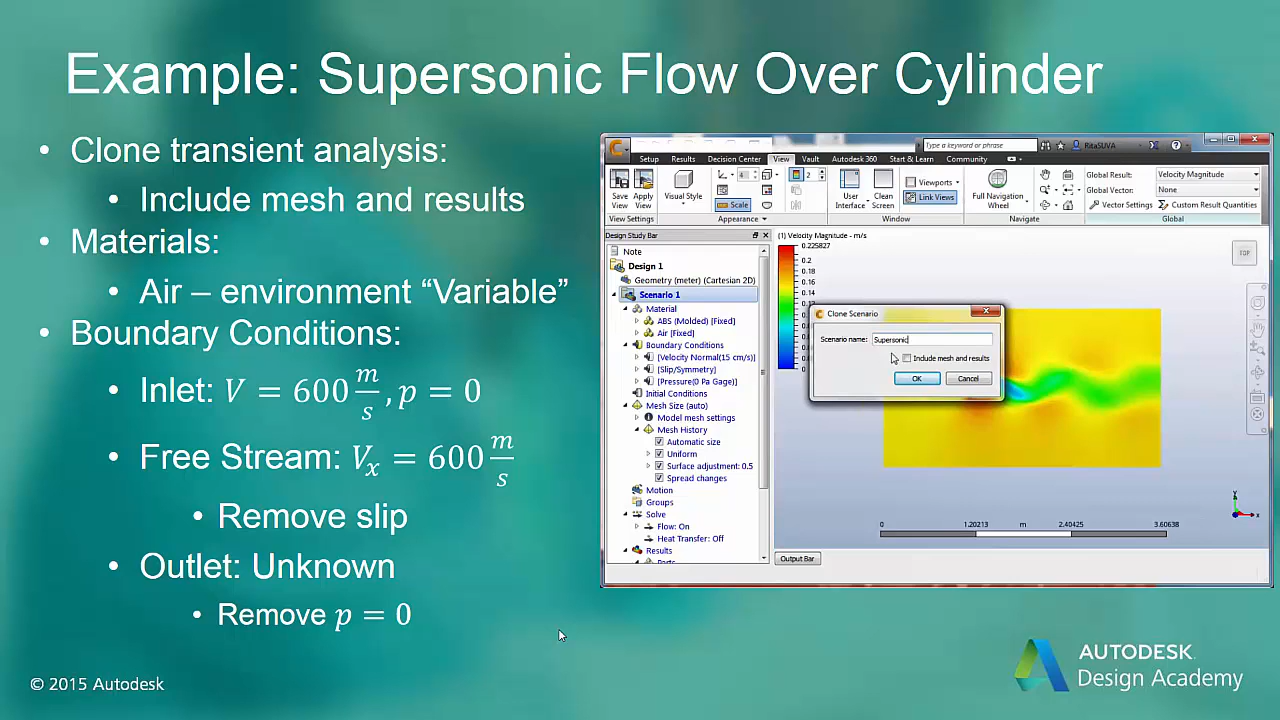 Example: Supersonic Flow Over Cylinder
• Clone transient analysis:
• Include mesh and results
• Materials:
• Air – environment “Variable”
• Boundary Conditions:
• Inlet: V = 600 m/s, p = 0
• Free Stream: Vₓ = 600 m/s
• Remove slip
• Outlet: Unknown
• Remove p = 0
© 2015 Autodesk
Type a keyword or phrase
RitaSUVA
Setup Results Decision Center View Vault Autodesk 360 Start & Learn Community
Save View
Apply View
View Settings
Visual Style
4
2
Scale
Appearance
User Interface
Clean Screen
Viewports
Link Views
Window
Full Navigation Wheel
Navigate
Global Result: Velocity Magnitude
Global Vector: None
Vector Settings Custom Result Quantities
Global
Design Study Bar
Note
Design 1
Geometry (meter) (Cartesian 2D)
Scenario 1
Material
ABS (Molded) [Fixed]
Air [Fixed]
Boundary Conditions
[Velocity Normal(15 cm/s)]
[Slip/Symmetry]
[Pressure(0 Pa Gage)]
Initial Conditions
Mesh Size (auto)
Model mesh settings
Mesh History
Automatic size
Uniform
Surface adjustment: 0.5
Spread changes
Motion
Groups
Solve
Flow: On
Heat Transfer: Off
Results
(1) Velocity Magnitude - m/s
0.225827
0.2
0.18
0.16
0.14
TOP
Clone Scenario
Scenario name: Supersonic
Include mesh and results
OK Cancel
0 1.20213 m 2.40425 3.60638
Y
X
Output Bar
AUTODESK.
Design Academy